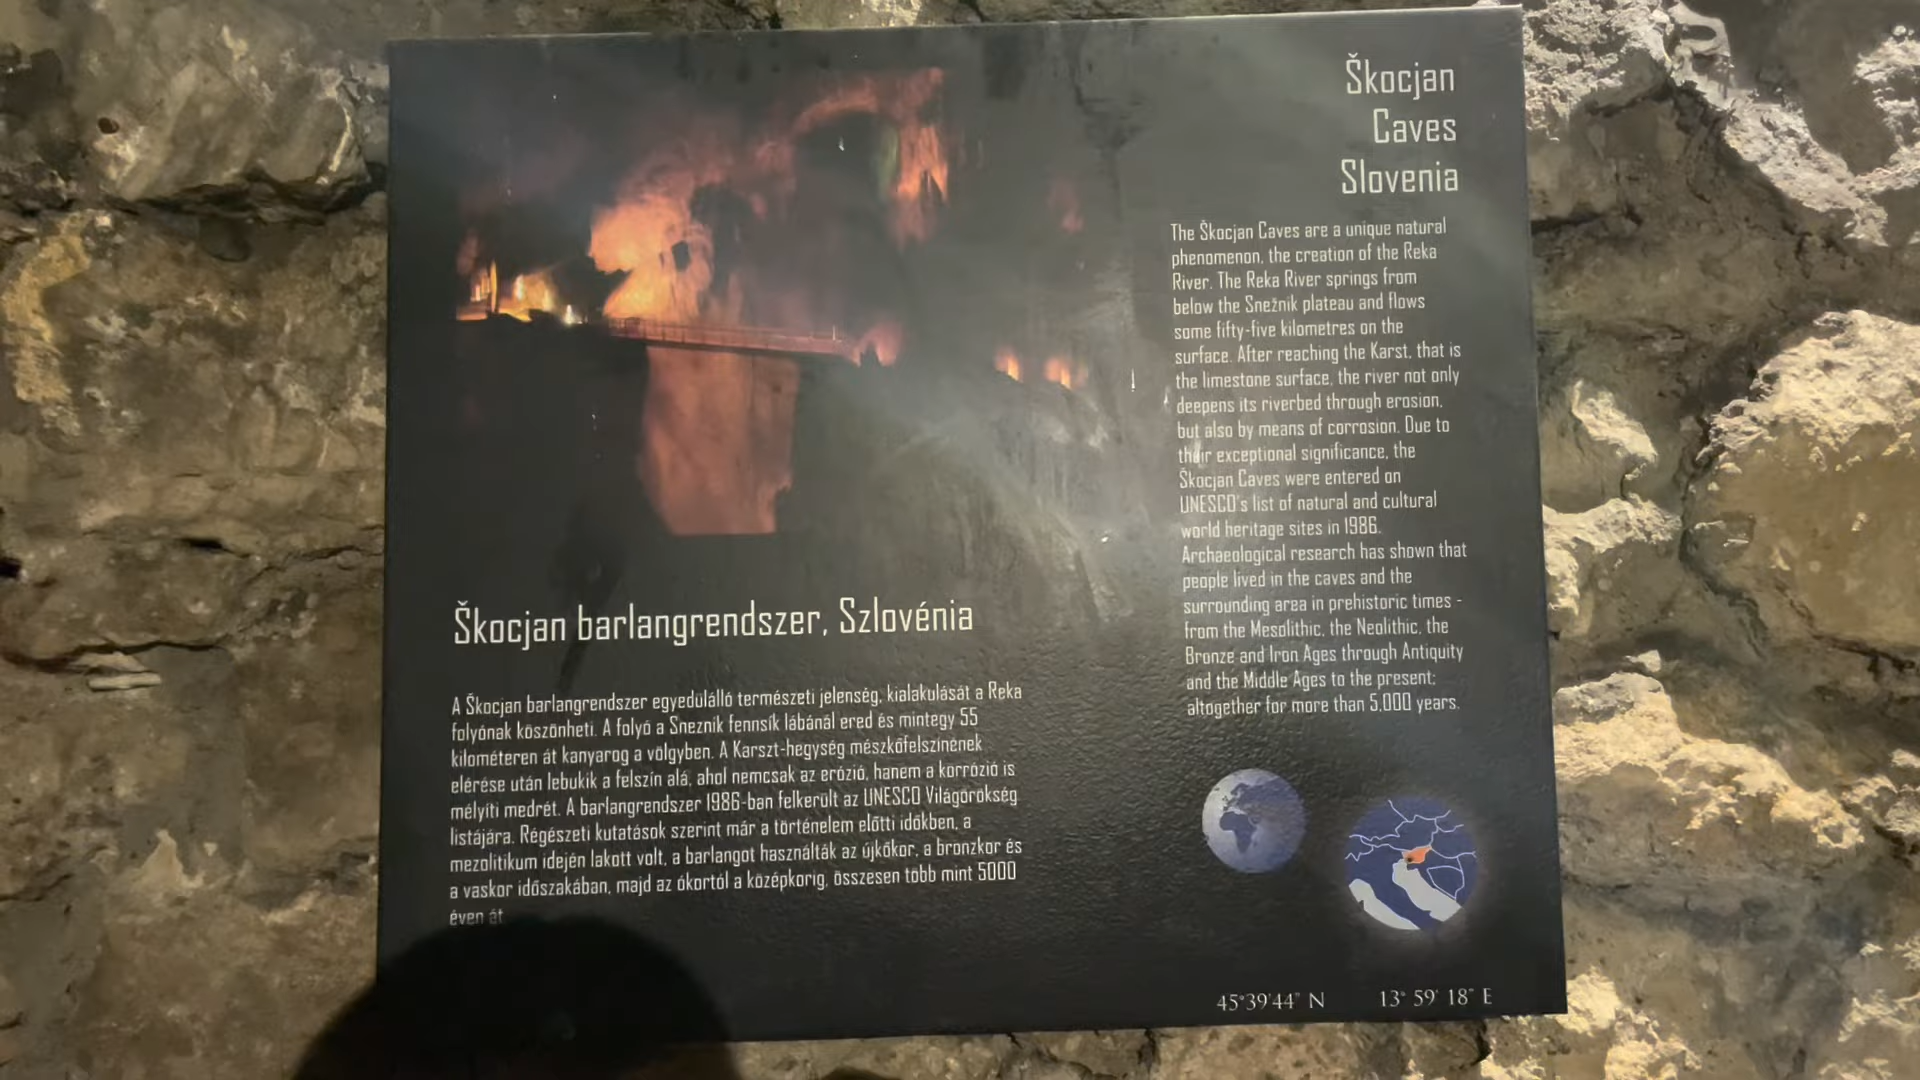 Škocjan
Caves
Slovenia
The Škocjan Caves are a unique natural
phenomenon, the creation of the Reka
River. The Reka River springs from
below the Snežnik plateau and flows
some fifty-five kilometres on the
surface. After reaching the Karst, that is
the limestone surface, the river not only
deepens its riverbed through erosion,
but also by means of corrosion. Due to
their exceptional significance, the
Škocjan Caves were entered on
UNESCO's list of natural and cultural
world heritage sites in 1986.
Archaeological research has shown that
people lived in the caves and the
surrounding area in prehistoric times -
from the Mesolithic, the Neolithic, the
Bronze and Iron Ages through Antiquity
and the Middle Ages to the present;
altogether for more than 5.000 years.
Škocjan barlangrendszer, Szlovénia
A Škocjan barlangrendszer egyedülálló természeti jelenség, kialakulását a Reka
folyónak köszönheti. A folyó a Sneznik fennsík lábánál ered és mintegy 55
kilométeren át kanyarog a völgyben. A Karszt-hegység mészkőfelszínének
elérése után lebukik a felszín alá, ahol nemcsak az erózió, hanem a korrózió is
mélyíti medrét. A barlangrendszer 1986-ban felkerült az UNESCO Világörökség
listájára. Régészeti kutatások szerint már a történelem előtti időkben, a
mezolitikum idején lakott volt, a barlangot használták az újkőkor, a bronzkor és
a vaskor időszakában, majd az ókortól a középkorig, összesen több mint 5000
éven át
45°39'44" N 13° 59' 18" E